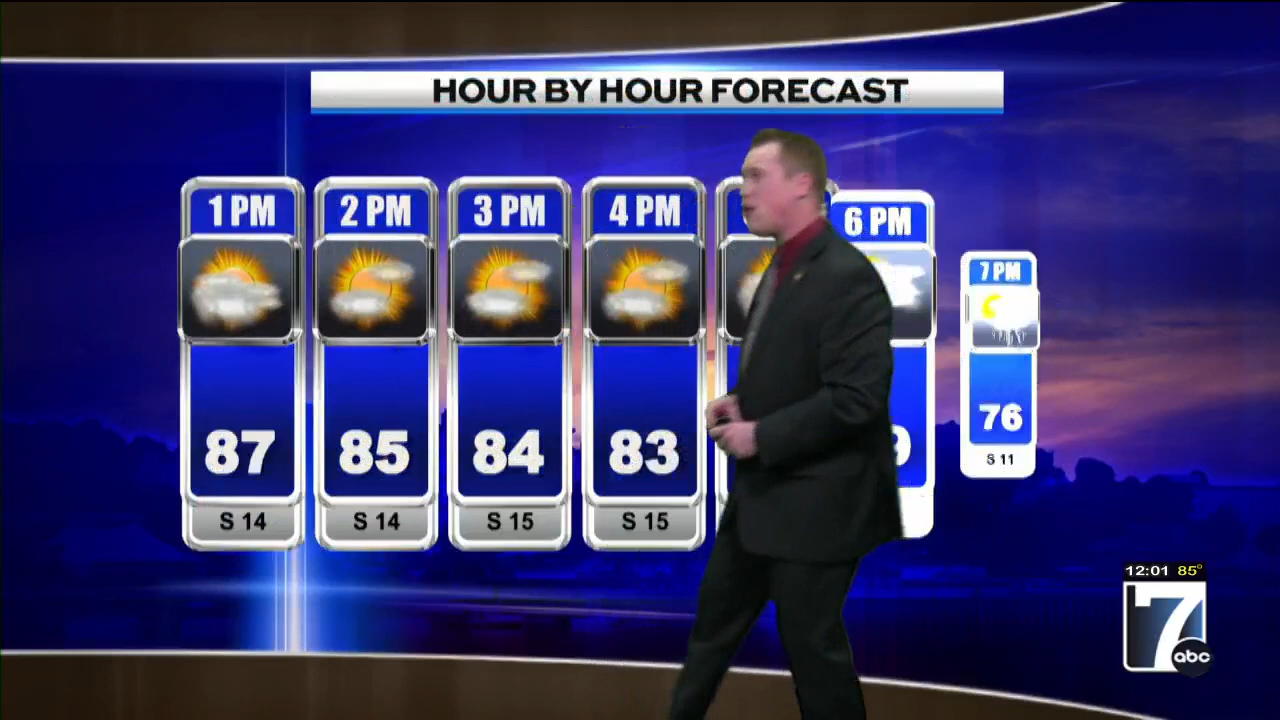 HOUR BY HOUR FORECAST
1 PM
2 PM
3 PM
4 PM
6 PM
7 PM
87
85
84
83
9
76
S 14
S 14
S 15
S 15
S 11
12:01 85°
7
abc